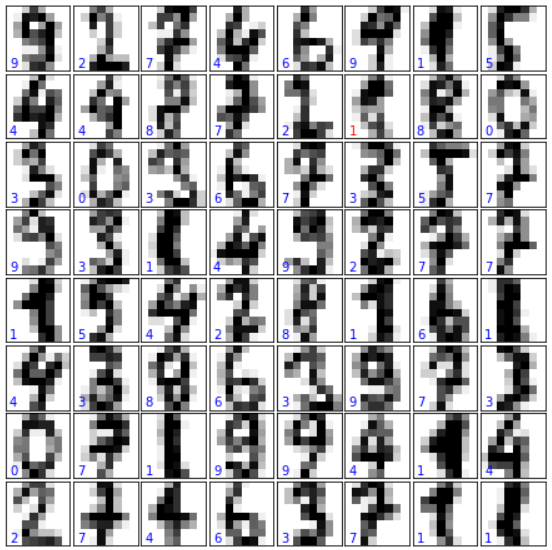 9 2 7 4 6 9 1 5
4 4 8 7 2 1 8 0
3 0 3 6 7 3 5 7
9 3 1 4 9 2 7 7
1 5 4 2 8 1 6 1
4 3 8 6 3 9 7 3
0 7 1 9 9 4 1 4
2 7 4 6 3 7 1 1